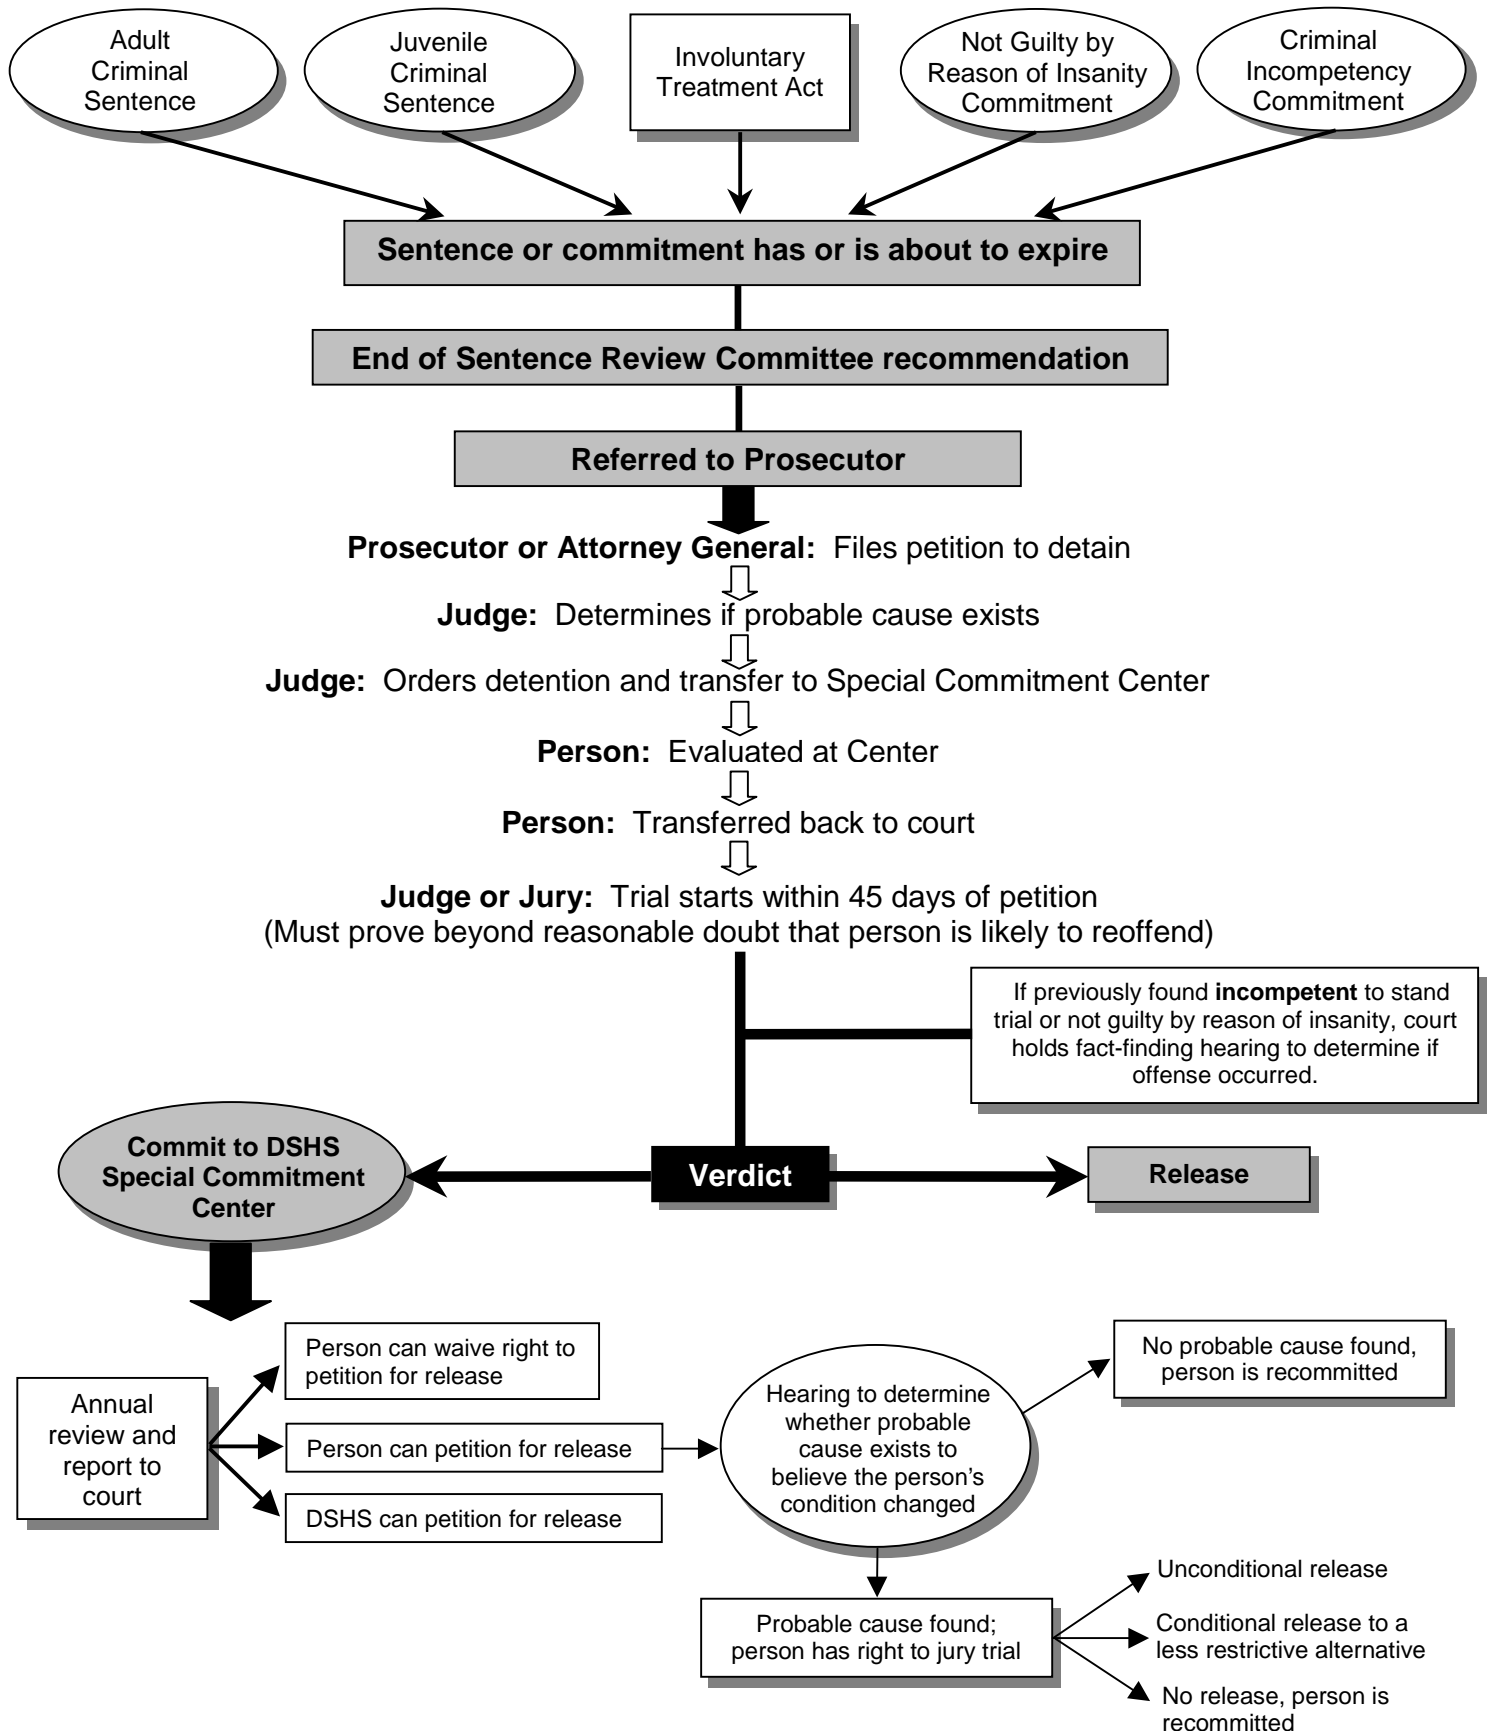 Adult
Criminal
Sentence
Juvenile
Criminal
Sentence
Involuntary
Treatment Act
Not Guilty by
Reason of Insanity
Commitment
Criminal
Incompetency
Commitment
Sentence or commitment has or is about to expire
End of Sentence Review Committee recommendation
Referred to Prosecutor
Prosecutor or Attorney General: Files petition to detain
Judge: Determines if probable cause exists
Judge: Orders detention and transfer to Special Commitment Center
Person: Evaluated at Center
Person: Transferred back to court
Judge or Jury: Trial starts within 45 days of petition
(Must prove beyond reasonable doubt that person is likely to reoffend)
If previously found incompetent to stand
trial or not guilty by reason of insanity, court
holds fact-finding hearing to determine if
offense occurred.
Commit to DSHS
Special Commitment
Center
Verdict
Release
Annual
review and
report to
court
Person can waive right to
petition for release
Person can petition for release
DSHS can petition for release
Hearing to determine
whether probable
cause exists to
believe the person’s
condition changed
No probable cause found,
person is recommitted
Probable cause found;
person has right to jury trial
Unconditional release
Conditional release to a
less restrictive alternative
No release, person is
recommitted